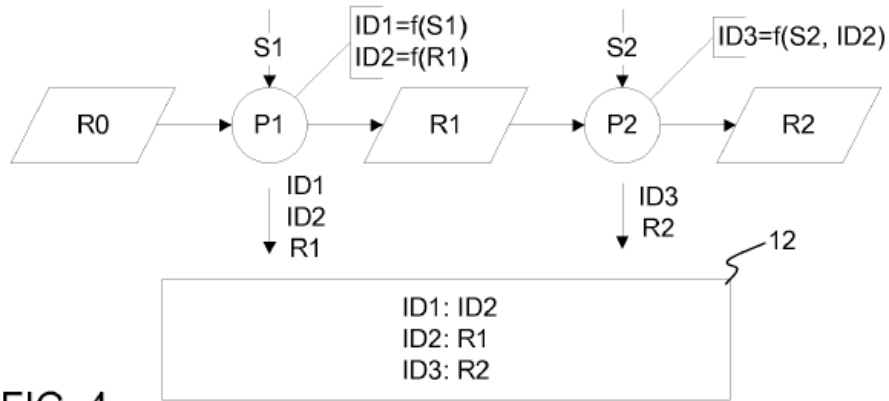 S1
ID1=f(S1)
ID2=f(R1)
S2
ID3=f(S2, ID2)
R0
P1
R1
P2
R2
ID1
ID2
R1
ID3
R2
12
ID1: ID2
ID2: R1
ID3: R2